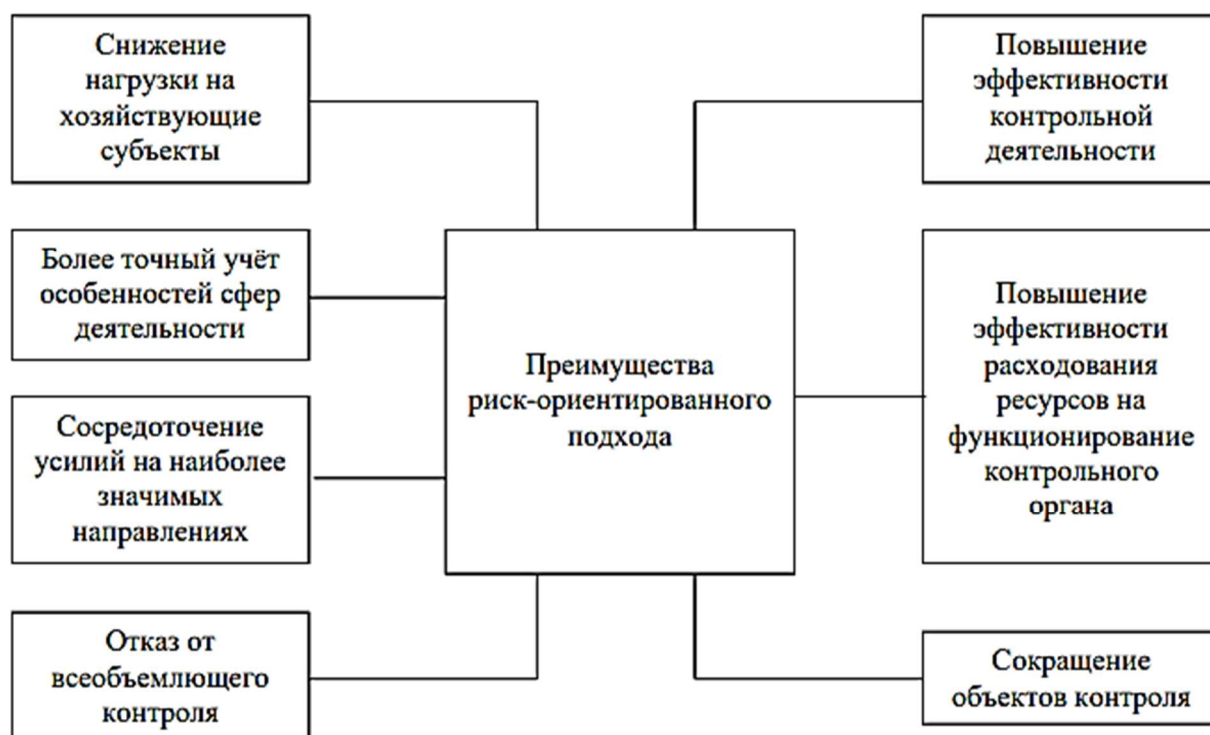 Снижение
нагрузки на
хозяйствующие
субъекты
Более точный учёт
особенностей сфер
деятельности
Сосредоточение
усилий на наиболее
значимых
направлениях
Отказ от
всеобъемлющего
контроля
Преимущества
риск-ориентированного
подхода
Повышение
эффективности
контрольной
деятельности
Повышение
эффективности
расходования
ресурсов на
функционирование
контрольного
органа
Сокращение
объектов контроля